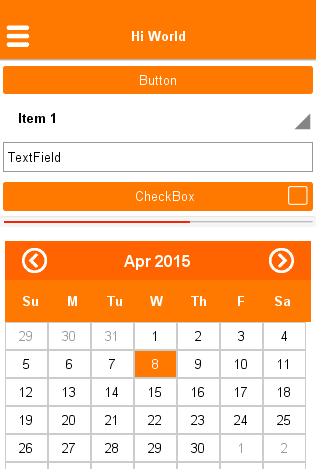 Hi World
Button
Item 1
TextField
CheckBox
Apr 2015
Su M Tu W Th F Sa
29 30 31 1 2 3 4
5 6 7 8 9 10 11
12 13 14 15 16 17 18
19 20 21 22 23 24 25
26 27 28 29 30 1 2